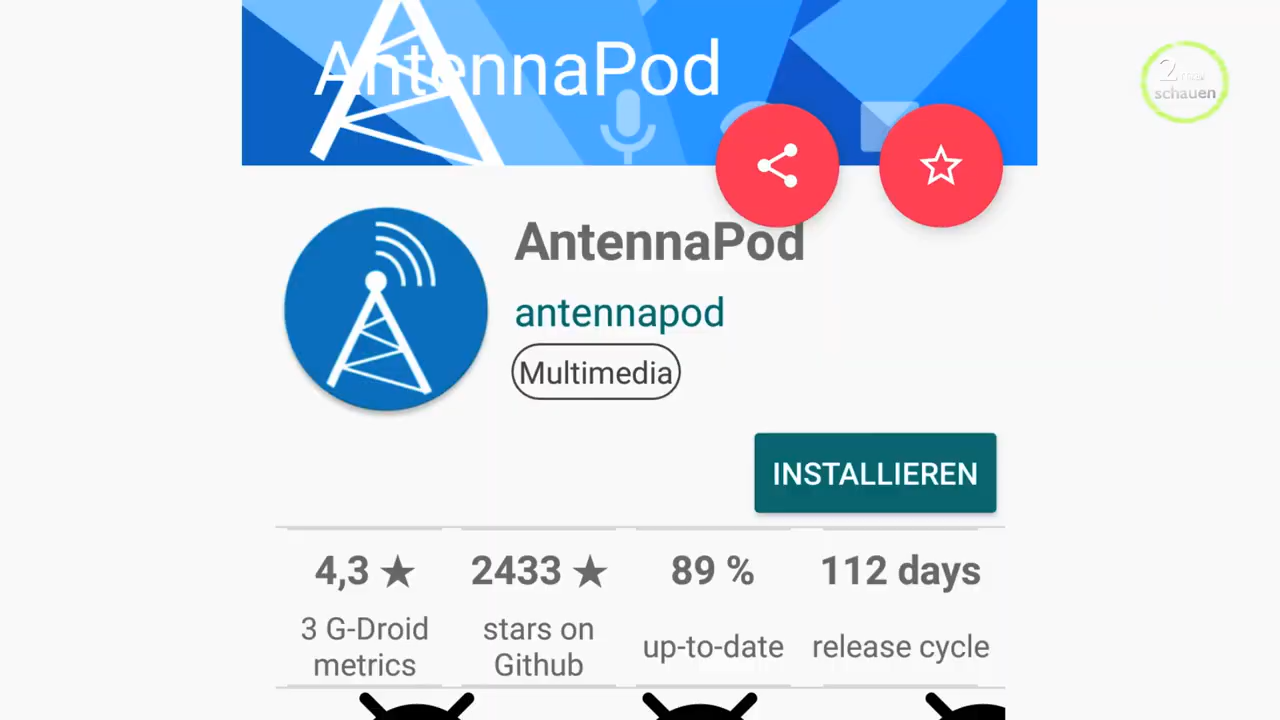 AntennaPod
2
schauen
AntennaPod
antennapod
Multimedia
INSTALLIEREN
4,3 ★
2433 ★
89 %
112 days
3 G-Droid
metrics
stars on
Github
up-to-date
release cycle